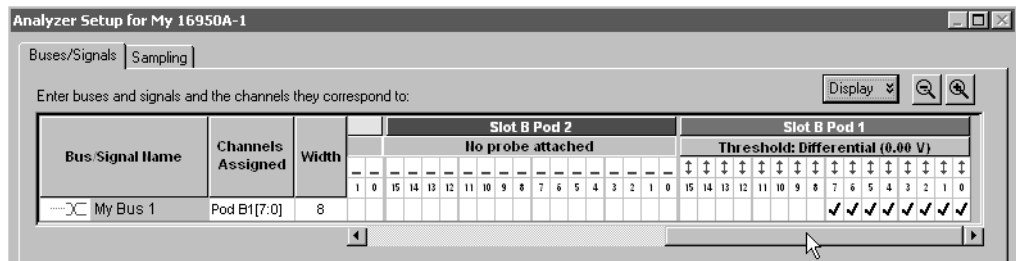 Analyzer Setup for My 16950A-1
Buses/Signals Sampling
Display
Enter buses and signals and the channels they correspond to:
Bus/Signal Name Channels Assigned Width Slot B Pod 2 Slot B Pod 1
No probe attached Threshold: Differential (0.00 V)
1 0 15 14 13 12 11 10 9 8 7 6 5 4 3 2 1 0 15 14 13 12 11 10 9 8 7 6 5 4 3 2 1 0
My Bus 1 Pod B1[7:0] 8